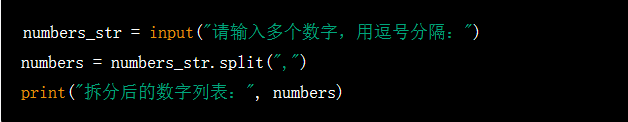 numbers_str = input("请输入多个数字，用逗号分隔：")
numbers = numbers_str.split(",")
print("拆分后的数字列表：", numbers)